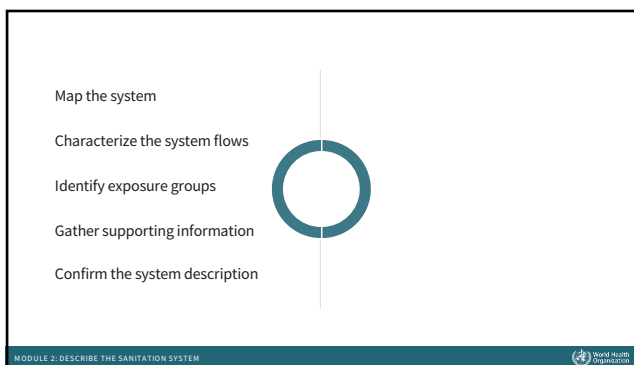 Map the system
Characterize the system flows
Identify exposure groups
Gather supporting information
Confirm the system description
MODULE 2: DESCRIBE THE SANITATION SYSTEM
World Health
Organization